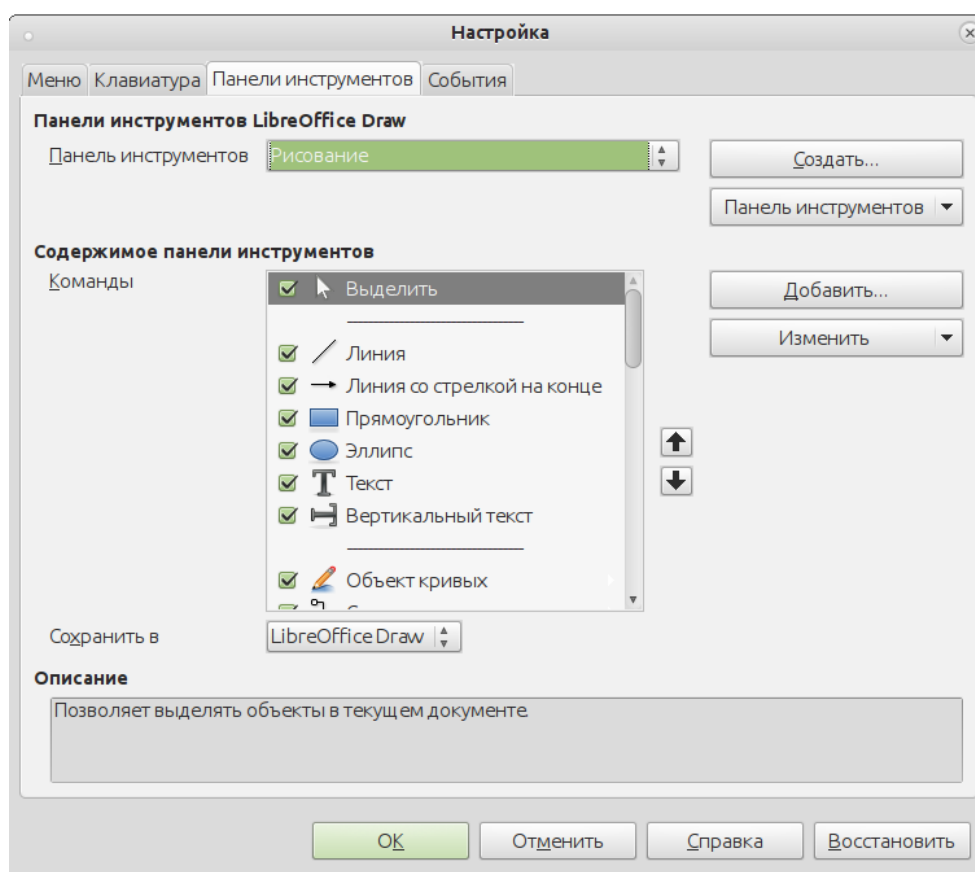 Настройка
Меню Клавиатура Панели инструментов События
Панели инструментов LibreOffice Draw
Панель инструментов Рисование Создать...
Панель инструментов
Содержимое панели инструментов
Команды Выделить Добавить...
Изменить
Линия
Линия со стрелкой на конце
Прямоугольник
Эллипс
Текст
Вертикальный текст
Объект кривых
Сохранить в LibreOffice Draw
Описание
Позволяет выделять объекты в текущем документе.
OK Отменить Справка Восстановить